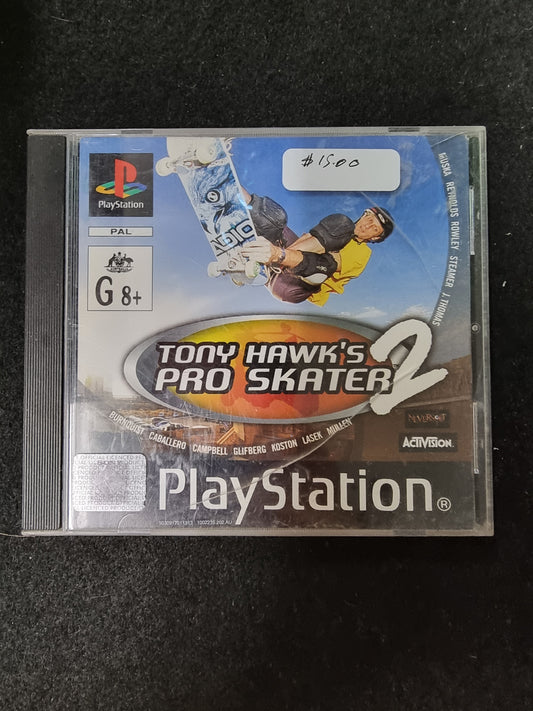 $15.00
PlayStation
PAL
G 8+
MUSKA REYNOLDS ROWLEY STEAMER J THOMAS
TONY HAWK'S
PRO SKATER 2
BURNQUIST CABALLERO CAMPBELL GLIFBERG KOSTON LASEK MULLEN
NEVERSOFT
ACTIVISION
PlayStation®